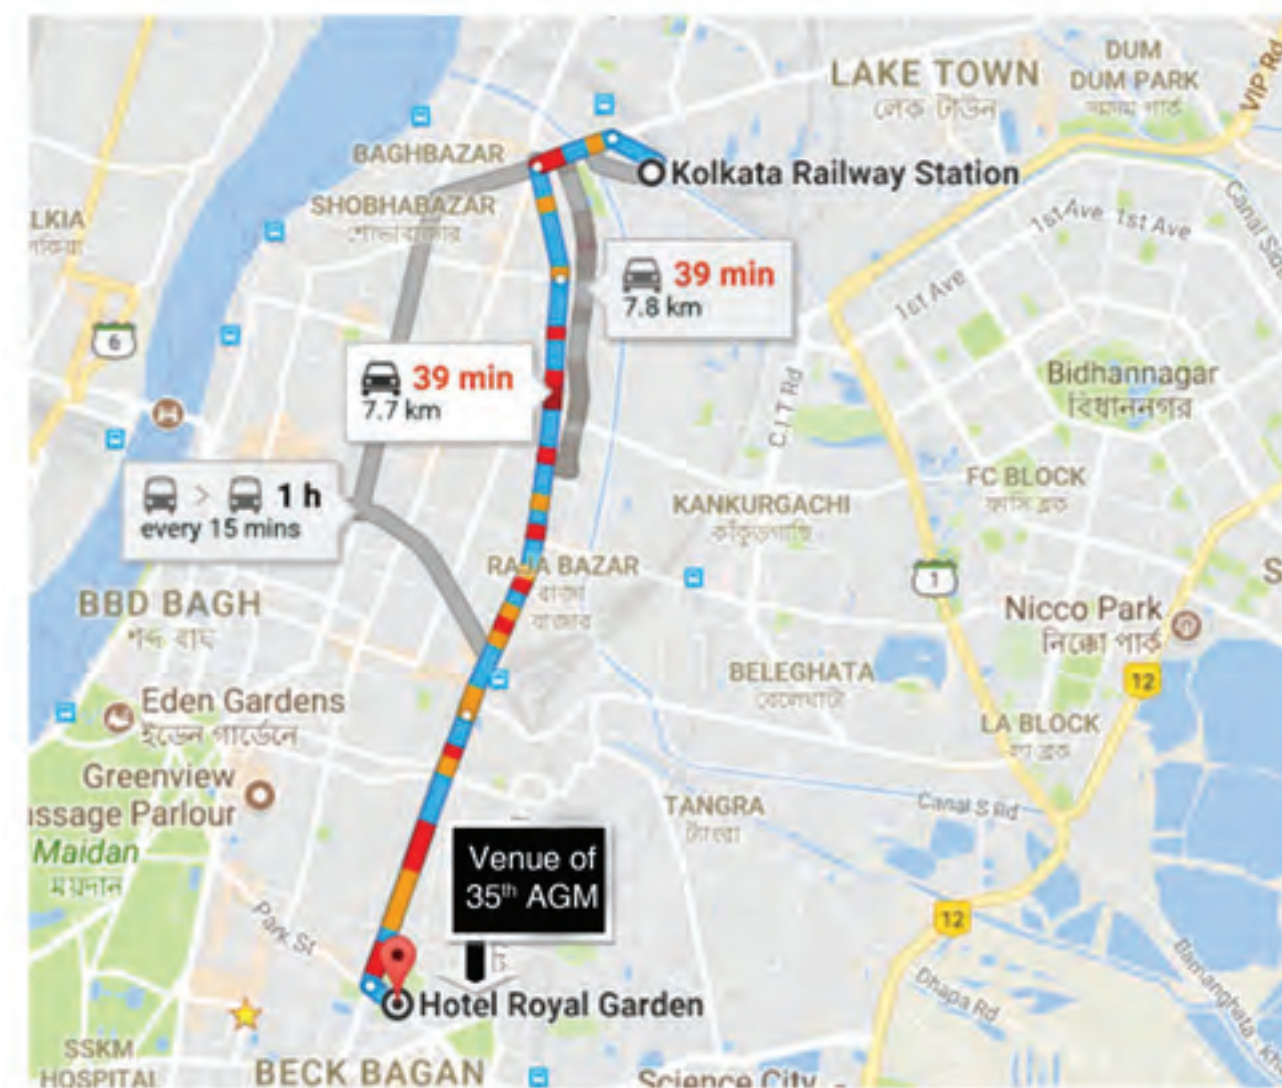 LAKE TOWN
লেক টাউন
DUM
DUM PARK
VIP Rd
BAGHBAZAR
Kolkata Railway Station
SHOBHABAZAR
LKIA
Canal
1st Ave
1st Ave
1st Ave
39 min
7.8 km
6
39 min
7.7 km
Bidhannagar
বিধাননগর
C.I.T Rd
> 1 h
every 15 mins
FC BLOCK
KANKURGACHI
RAJA BAZAR
1
BBD BAGH
Nicco Park
নিক্কো পার্ক
S
BELEGHATA
12
Eden Gardens
ইডেন গার্ডেনে
LA BLOCK
Greenview
assage Parlour
TANGRA
Canal S Rd
Maidan
Venue of
35th AGM
Park St
12
Bamanghata
Hotel Royal Garden
Dhapa Rd
SSKM
HOSPITAL
BECK BAGAN
Science City